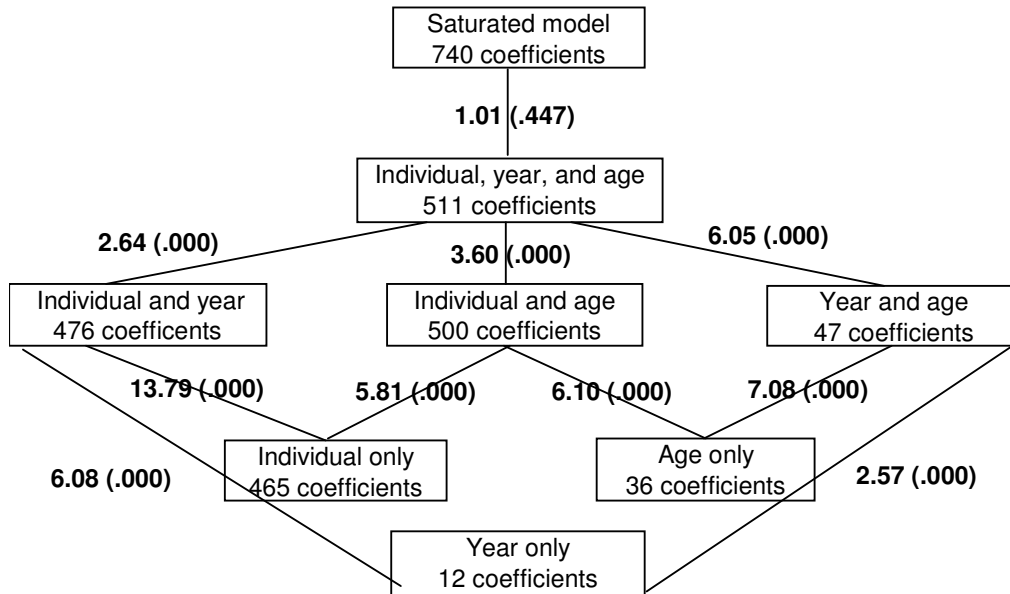 Saturated model
740 coefficients
1.01 (.447)
Individual, year, and age
511 coefficients
2.64 (.000)
3.60 (.000)
6.05 (.000)
Individual and year
476 coefficents
Individual and age
500 coefficients
Year and age
47 coefficients
13.79 (.000)
5.81 (.000)
6.10 (.000)
7.08 (.000)
6.08 (.000)
Individual only
465 coefficients
Age only
36 coefficients
2.57 (.000)
Year only
12 coefficients